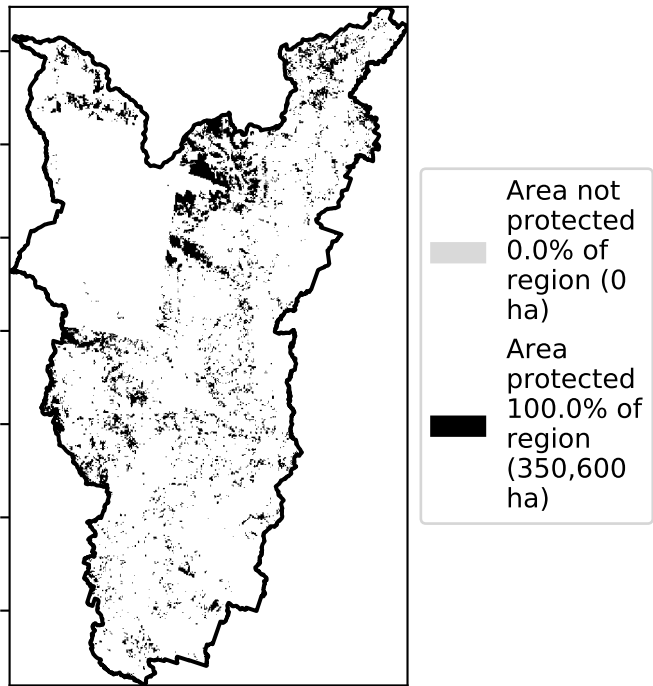 Area not
protected
0.0% of
region (0
ha)
Area
protected
100.0% of
region
(350,600
ha)